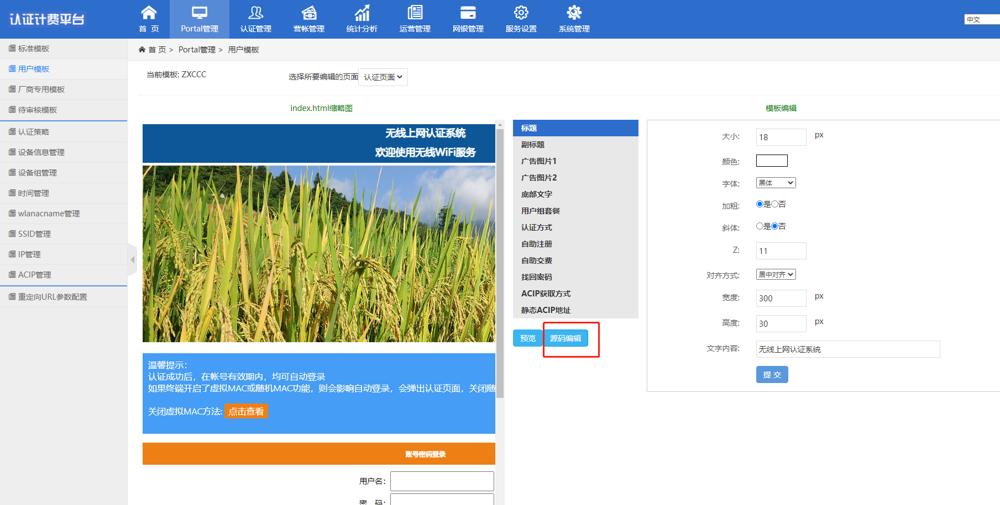 认证计费平台
首 页
Portal管理
认证管理
营帐管理
统计分析
运营管理
网银管理
服务设置
系统管理
中文
标准模板
用户模板
厂商专用模板
待审核模板
认证策略
设备信息管理
设备组管理
时间管理
wlanacname管理
SSID管理
IP管理
ACIP管理
重定向URL参数配置
首 页 > Portal管理 > 用户模板
当前模板: ZXCCC
选择所要编辑的页面 认证页面
index.html缩略图
模板编辑
无线上网认证系统
欢迎使用无线WiFi服务
温馨提示：
认证成功后，在帐号有效期内，均可自动登录
如果终端开启了虚拟MAC或随机MAC功能，则会影响自动登录，会弹出认证页面，关闭随
关闭虚拟MAC方法: 点击查看
账号密码登录
用户名：
密 码：
标题
副标题
广告图片1
广告图片2
底部文字
用户组套餐
认证方式
自助注册
自助交费
找回密码
ACIP获取方式
静态ACIP地址
预览
源码编辑
大小: 18 px
颜色:
字体: 黑体
加粗: 是 否
斜体: 是 否
Z: 11
对齐方式: 居中对齐
宽度: 300 px
高度: 30 px
文字内容: 无线上网认证系统
提 交